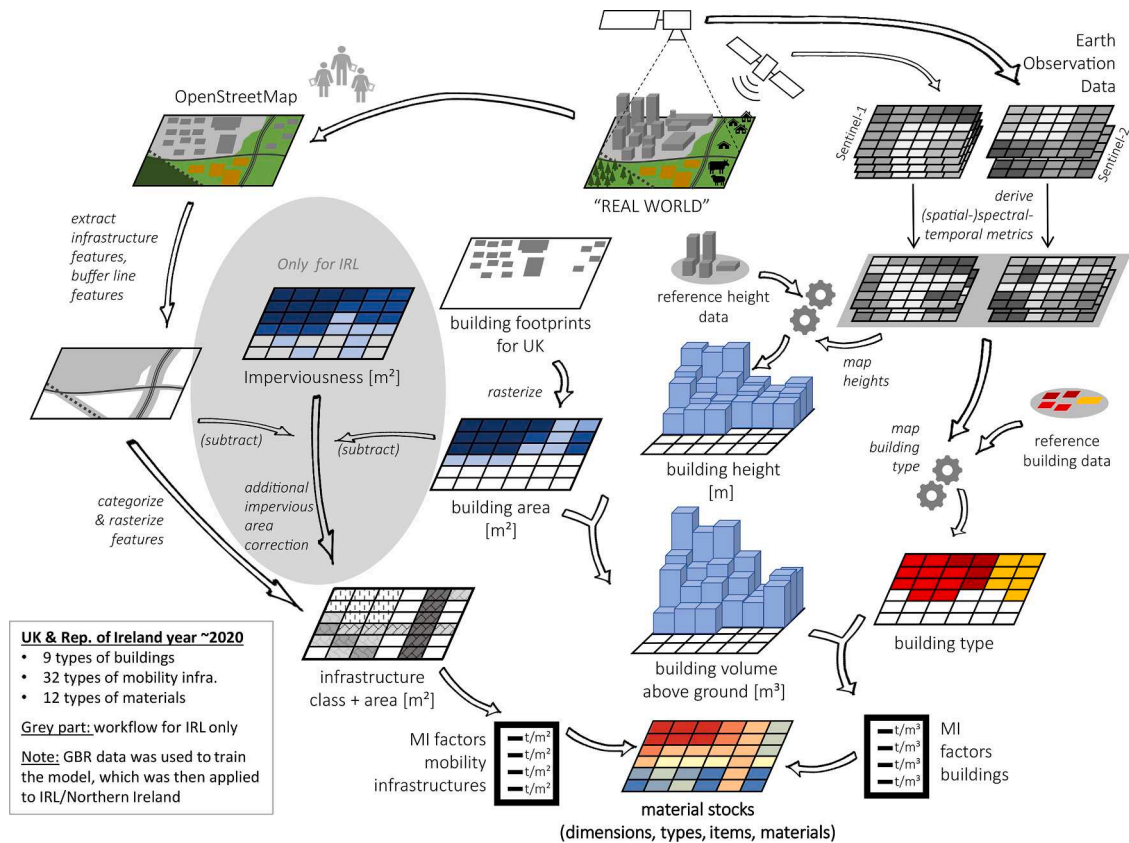 Earth
Observation
Data
OpenStreetMap
Sentinel-1
Sentinel-2
"REAL WORLD"
derive
(spatial-)spectral-
temporal metrics
extract
infrastructure
features,
buffer line
features
Only for IRL
Imperviousness [m²]
building footprints
for UK
reference height
data
map
heights
rasterize
(subtract)
(subtract)
building height
[m]
map
building
type
reference
building data
categorize
& rasterize
features
additional
impervious
area
correction
building area
[m²]
building type
infrastructure
class + area [m²]
building volume
above ground [m³]
UK & Rep. of Ireland year ~2020
• 9 types of buildings
• 32 types of mobility infra.
• 12 types of materials
Grey part: workflow for IRL only
Note: GBR data was used to train
the model, which was then applied
to IRL/Northern Ireland
MI factors
mobility
infrastructures
t/m²
t/m²
t/m²
t/m²
t/m³
t/m³
t/m³
t/m³
MI
factors
buildings
material stocks
(dimensions, types, items, materials)